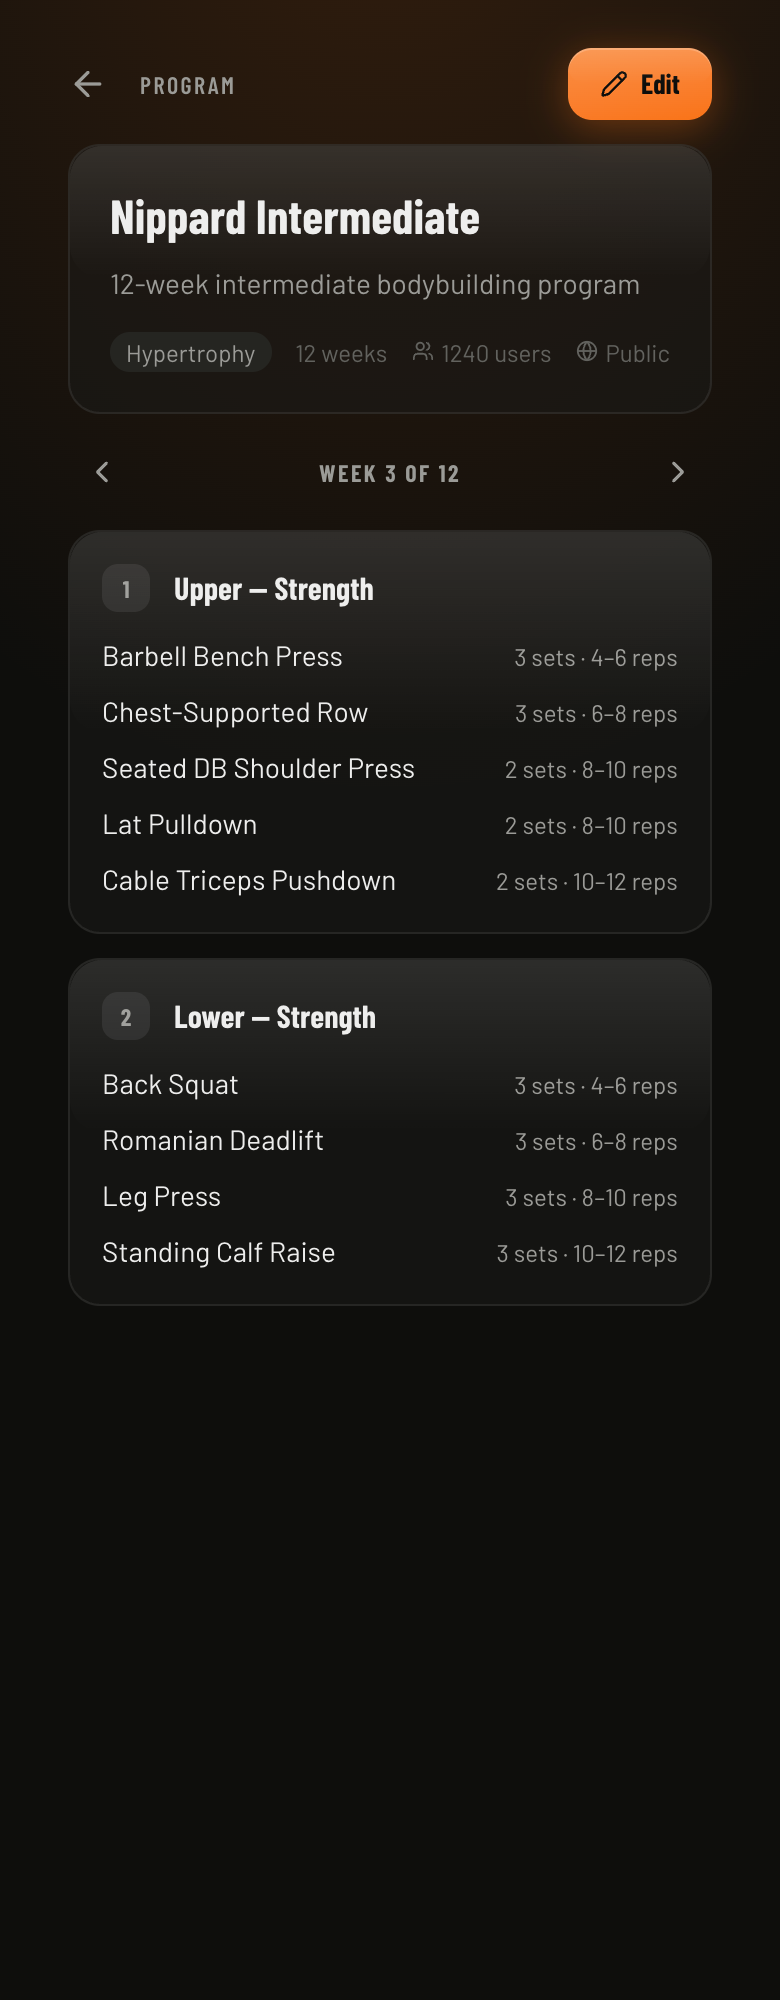 PROGRAM
Edit
Nippard Intermediate
12-week intermediate bodybuilding program
Hypertrophy 12 weeks 1240 users Public
WEEK 3 OF 12
1 Upper — Strength
Barbell Bench Press 3 sets · 4–6 reps
Chest-Supported Row 3 sets · 6–8 reps
Seated DB Shoulder Press 2 sets · 8–10 reps
Lat Pulldown 2 sets · 8–10 reps
Cable Triceps Pushdown 2 sets · 10–12 reps
2 Lower — Strength
Back Squat 3 sets · 4–6 reps
Romanian Deadlift 3 sets · 6–8 reps
Leg Press 3 sets · 8–10 reps
Standing Calf Raise 3 sets · 10–12 reps